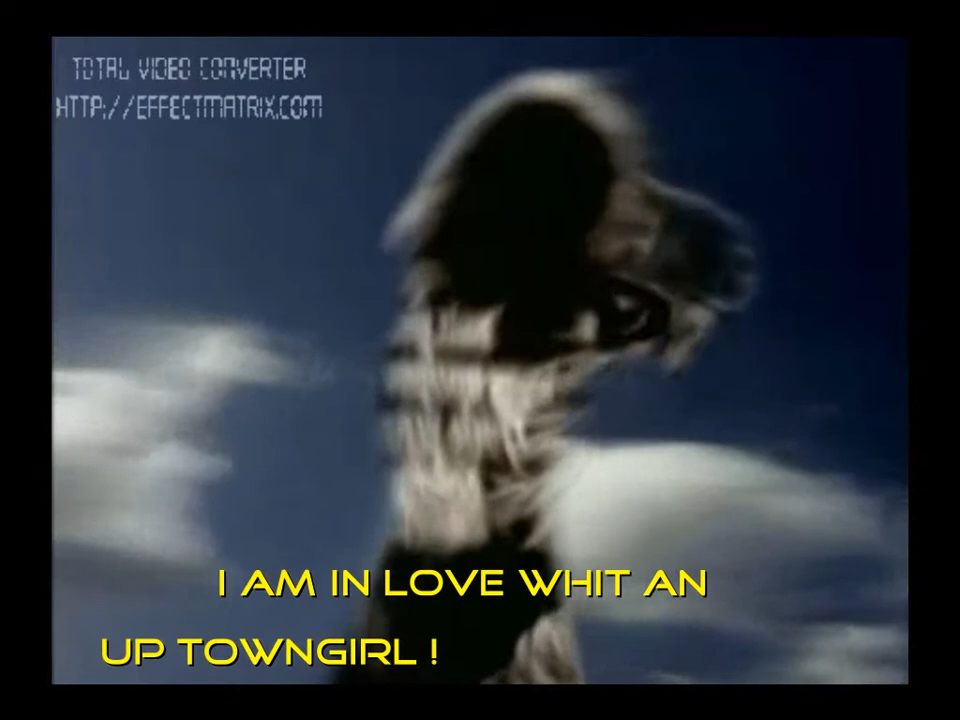 TOTAL VIDEO CONVERTER
HTTP://EFFECTMATRIX.COM
I AM IN LOVE WHIT AN
UP TOWNGIRL !